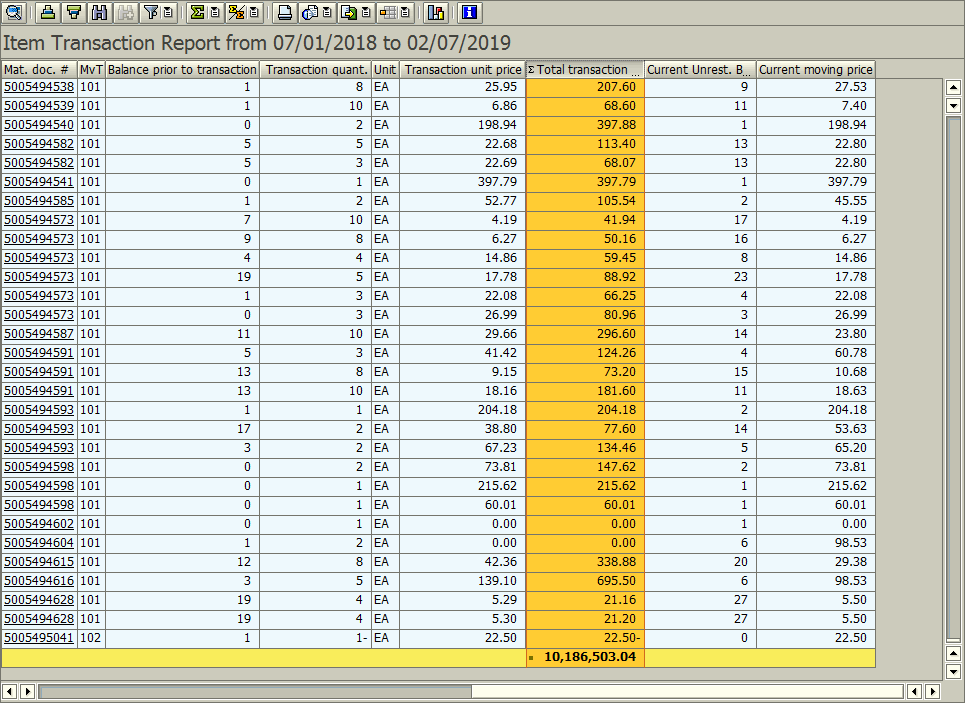 Item Transaction Report from 07/01/2018 to 02/07/2019
Mat. doc. # MvT Balance prior to transaction Transaction quant. Unit Transaction unit price Σ Total transaction ... Current Unrest. B... Current moving price
5005494538 101 1 8 EA 25.95 207.60 9 27.53
5005494539 101 1 10 EA 6.86 68.60 11 7.40
5005494540 101 0 2 EA 198.94 397.88 1 198.94
5005494582 101 5 5 EA 22.68 113.40 13 22.80
5005494582 101 5 3 EA 22.69 68.07 13 22.80
5005494541 101 0 1 EA 397.79 397.79 1 397.79
5005494585 101 1 2 EA 52.77 105.54 2 45.55
5005494573 101 7 10 EA 4.19 41.94 17 4.19
5005494573 101 9 8 EA 6.27 50.16 16 6.27
5005494573 101 4 4 EA 14.86 59.45 8 14.86
5005494573 101 19 5 EA 17.78 88.92 23 17.78
5005494573 101 1 3 EA 22.08 66.25 4 22.08
5005494573 101 0 3 EA 26.99 80.96 3 26.99
5005494587 101 11 10 EA 29.66 296.60 14 23.80
5005494591 101 5 3 EA 41.42 124.26 4 60.78
5005494591 101 13 8 EA 9.15 73.20 15 10.68
5005494591 101 13 10 EA 18.16 181.60 11 18.63
5005494593 101 1 1 EA 204.18 204.18 2 204.18
5005494593 101 17 2 EA 38.80 77.60 14 53.63
5005494593 101 3 2 EA 67.23 134.46 5 65.20
5005494598 101 0 2 EA 73.81 147.62 2 73.81
5005494598 101 0 1 EA 215.62 215.62 1 215.62
5005494598 101 0 1 EA 60.01 60.01 1 60.01
5005494602 101 0 1 EA 0.00 0.00 1 0.00
5005494604 101 1 2 EA 0.00 0.00 6 98.53
5005494615 101 12 8 EA 42.36 338.88 20 29.38
5005494616 101 3 5 EA 139.10 695.50 6 98.53
5005494628 101 19 4 EA 5.29 21.16 27 5.50
5005494628 101 19 4 EA 5.30 21.20 27 5.50
5005495041 102 1 1- EA 22.50 22.50- 0 22.50
10,186,503.04